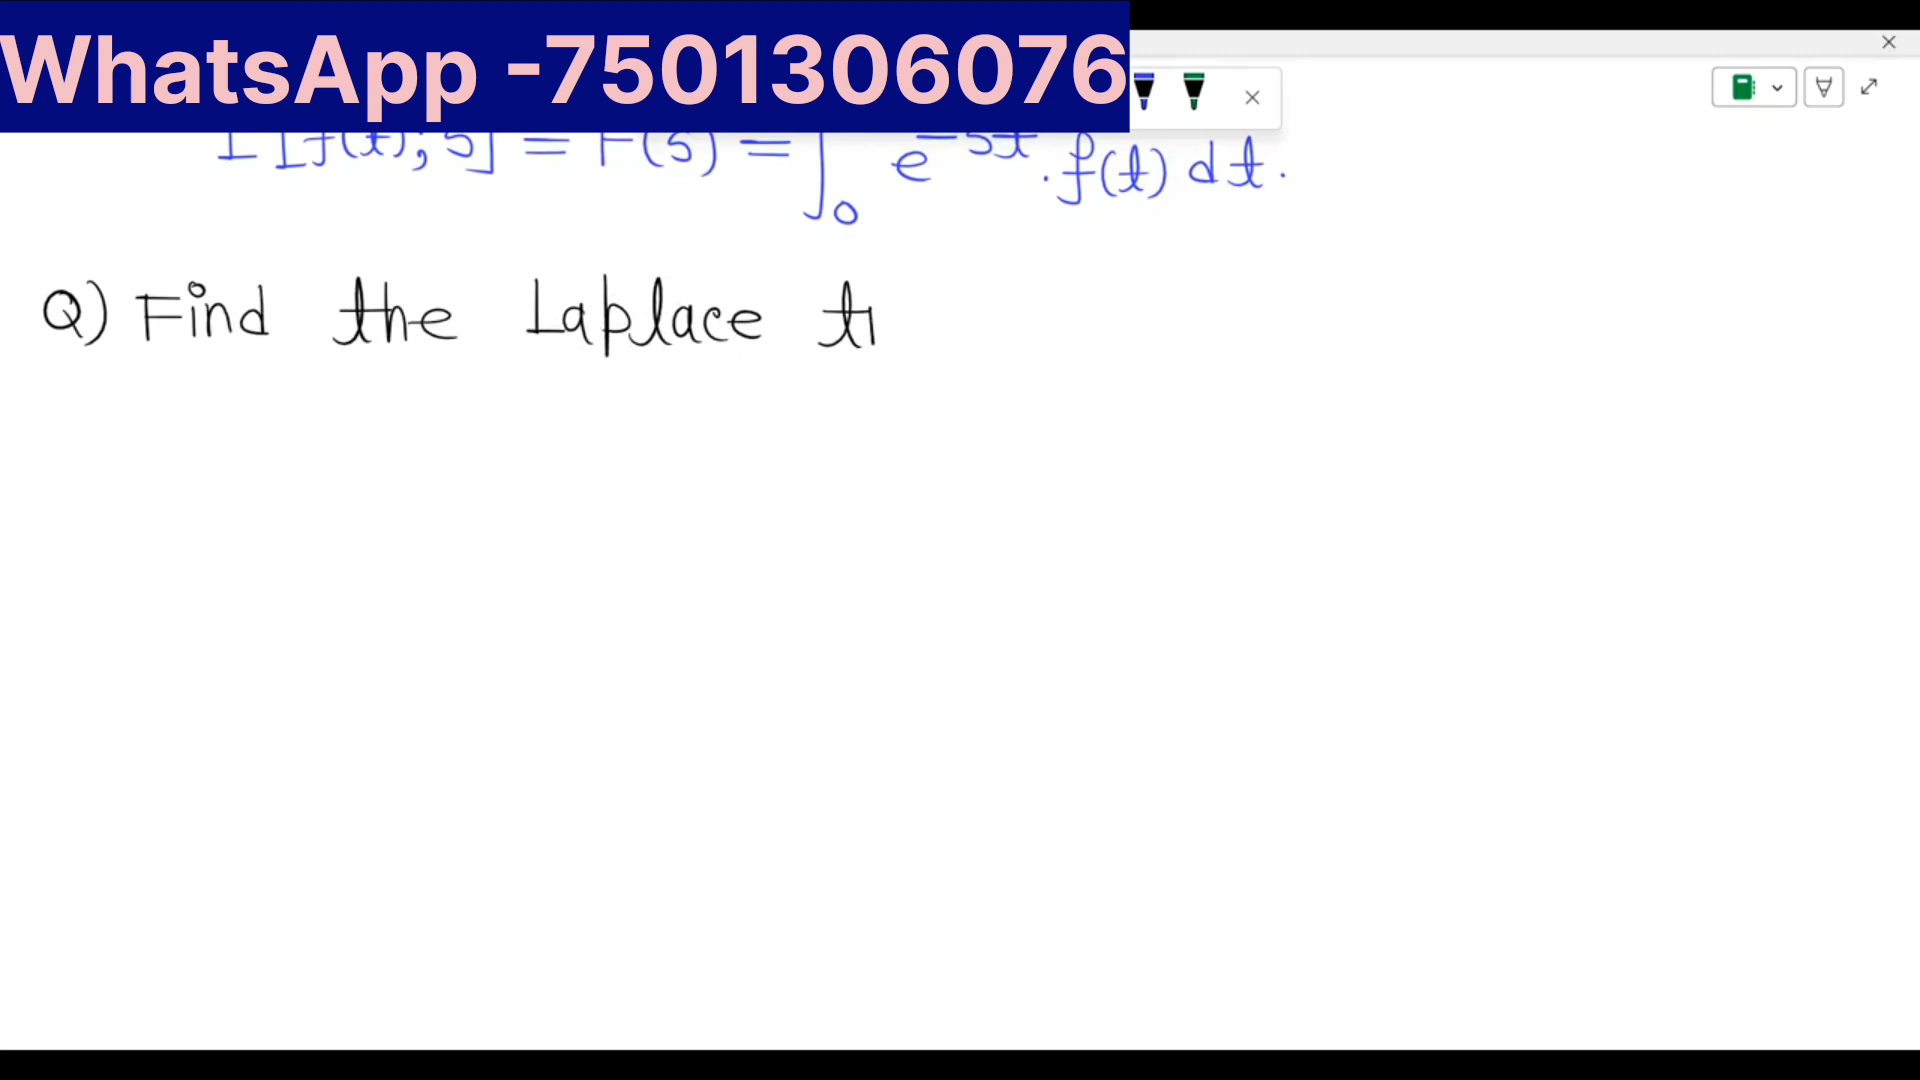 WhatsApp -7501306076
L[f(t); s] = F(s) = ∫₀ e^{-st} . f(t) dt .
Q) Find the Laplace